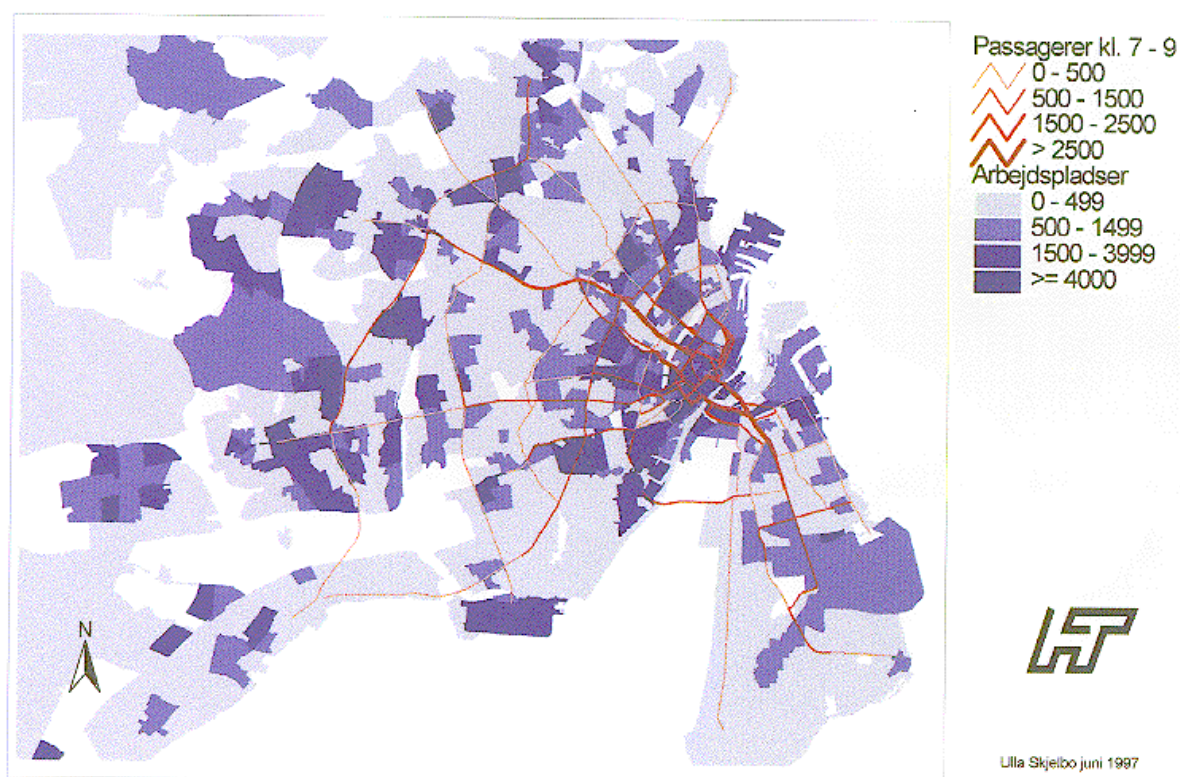 Passagerer kl. 7 - 9
0 - 500
500 - 1500
1500 - 2500
> 2500
Arbejdspladser
0 - 499
500 - 1499
1500 - 3999
>= 4000
N
HT
Ulla Skjelbo juni 1997